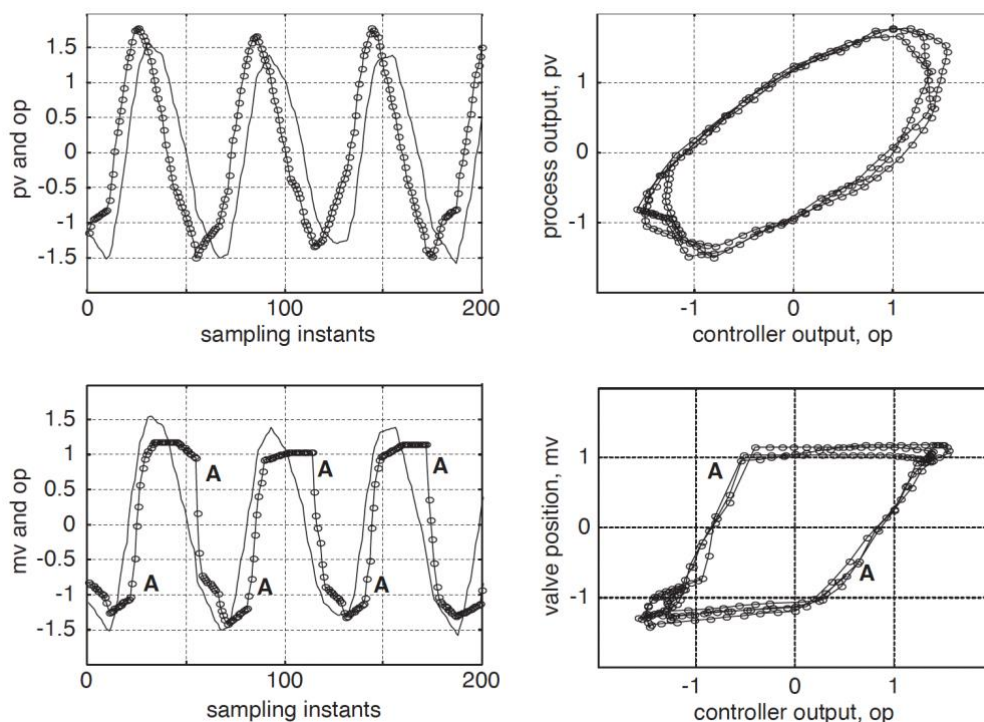 pv and op
1.5
1
0.5
0
-0.5
-1
-1.5
0
100
200
sampling instants
process output, pv
1
0
-1
-1
0
1
controller output, op
mv and op
1.5
1
0.5
0
-0.5
-1
-1.5
A
A
A
A
A
A
0
100
200
sampling instants
valve position, mv
1
0
-1
A
A
-1
0
1
controller output, op